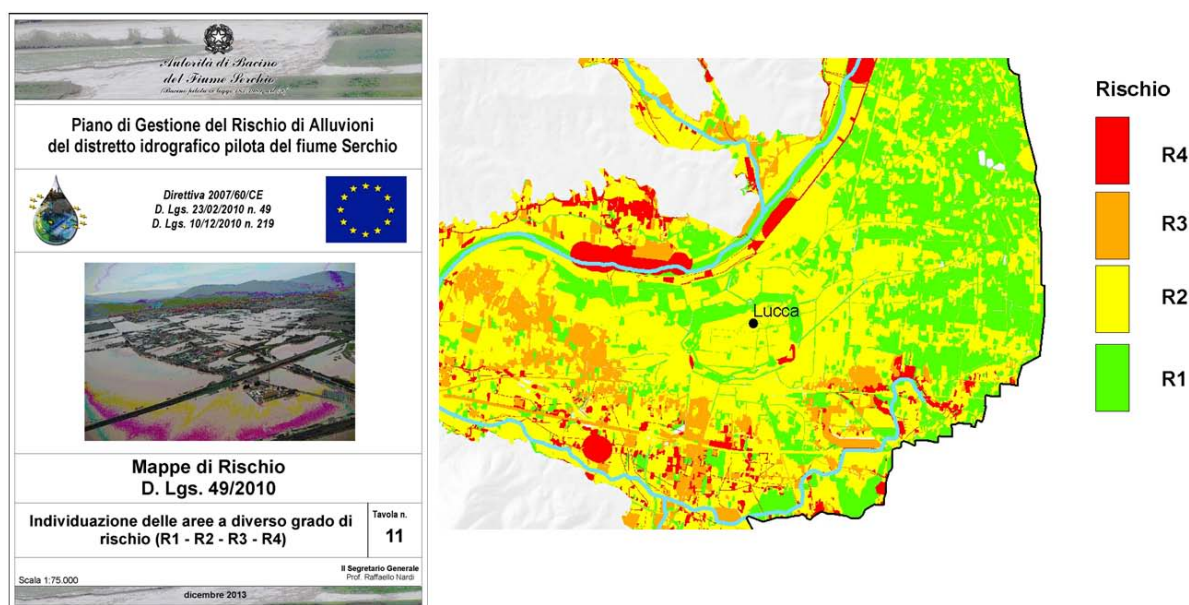 Autorità di Bacino
del Fiume Serchio
Piano di Gestione del Rischio di Alluvioni
del distretto idrografico pilota del fiume Serchio
Direttiva 2007/60/CE
D. Lgs. 23/02/2010 n. 49
D. Lgs. 10/12/2010 n. 219
Mappe di Rischio
D. Lgs. 49/2010
Individuazione delle aree a diverso grado di
rischio (R1 - R2 - R3 - R4)
Tavola n.
11
Scala 1:75.000
Il Segretario Generale
Prof. Raffaello Nardi
dicembre 2013
Lucca
Rischio
R4
R3
R2
R1